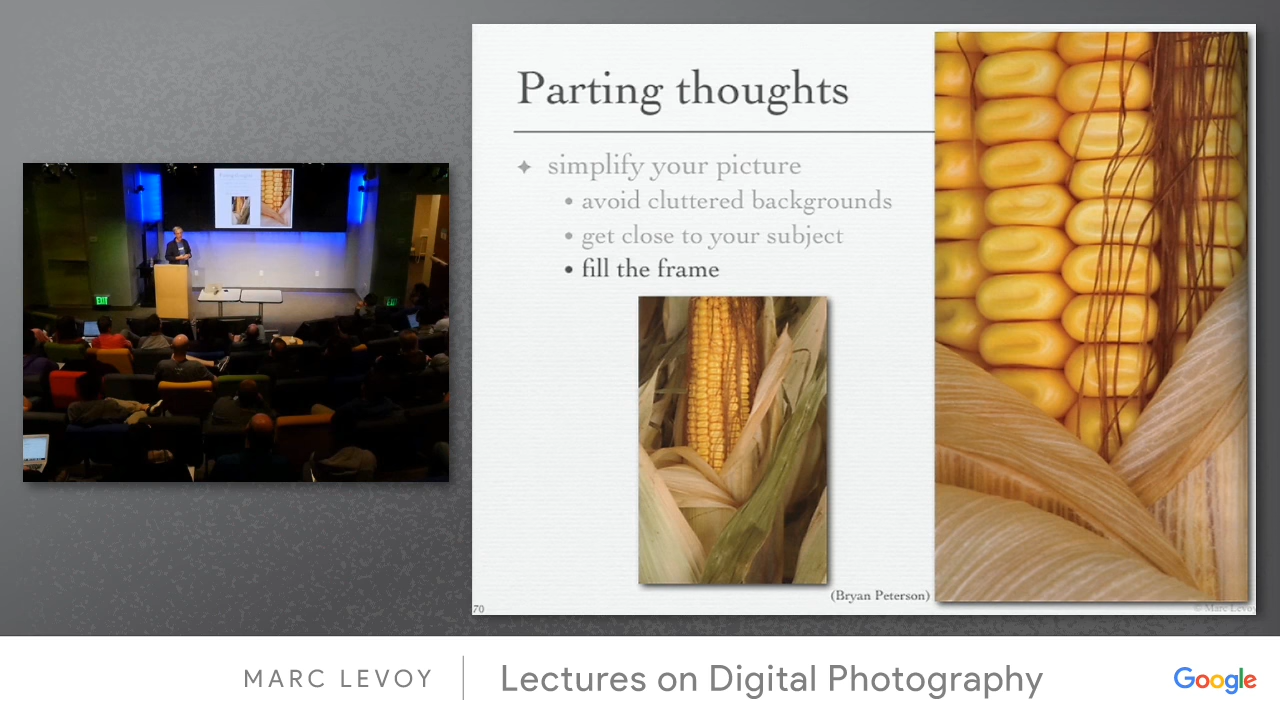 Parting thoughts
✦ simplify your picture
• avoid cluttered backgrounds
• get close to your subject
• fill the frame
(Bryan Peterson)
70
© Marc Levoy
EXIT
MARC LEVOY
Lectures on Digital Photography
Google